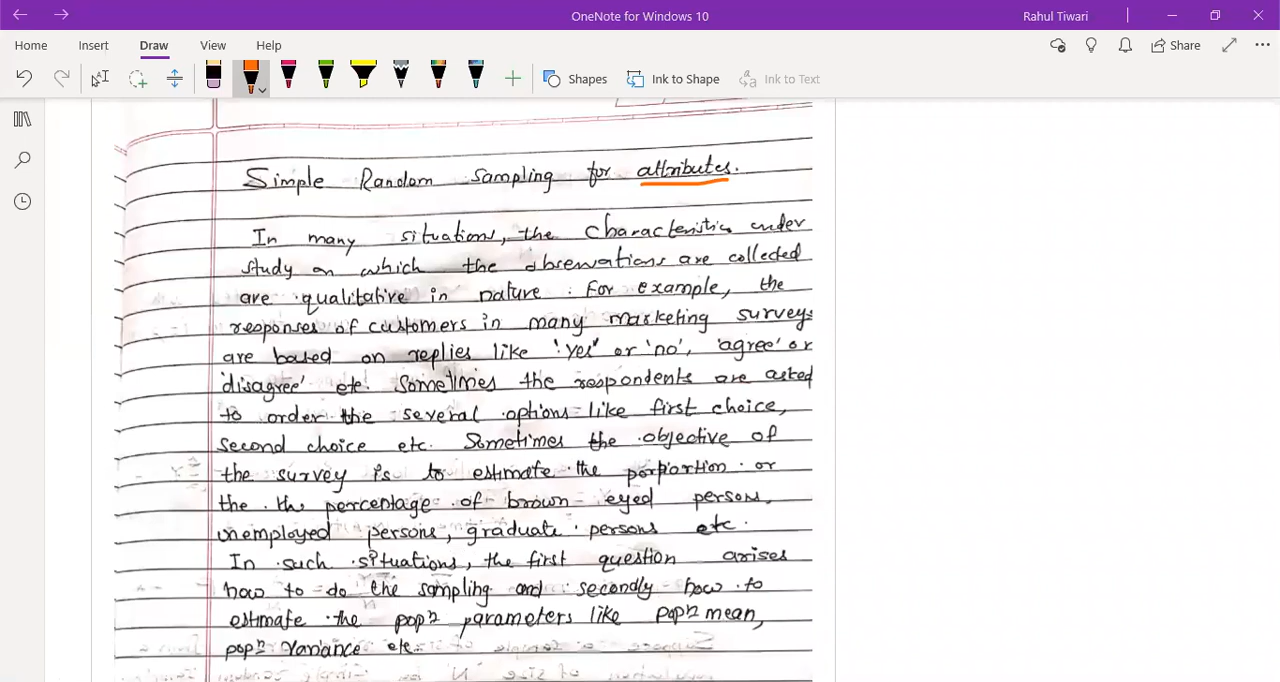 OneNote for Windows 10
Rahul Tiwari
Home Insert Draw View Help
Share
Shapes Ink to Shape Ink to Text
Simple Random Sampling for attributes.
In many situations, the characteristics under
study on which the observations are collected
are qualitative in nature. For example, the
responses of customers in many marketing surveys
are based on replies like 'yes' or 'no', 'agree' or
'disagree' etc. Sometimes the respondents are asked
to order the several options like first choice,
second choice etc. Sometimes the objective of
the survey is to estimate the porportion or
the the percentage of brown eyed persons,
unemployed persons, graduate persons etc.
In such situations, the first question arises
how to do the sampling and secondly how to
estimate the popn parameters like popn mean,
popn variance etc.